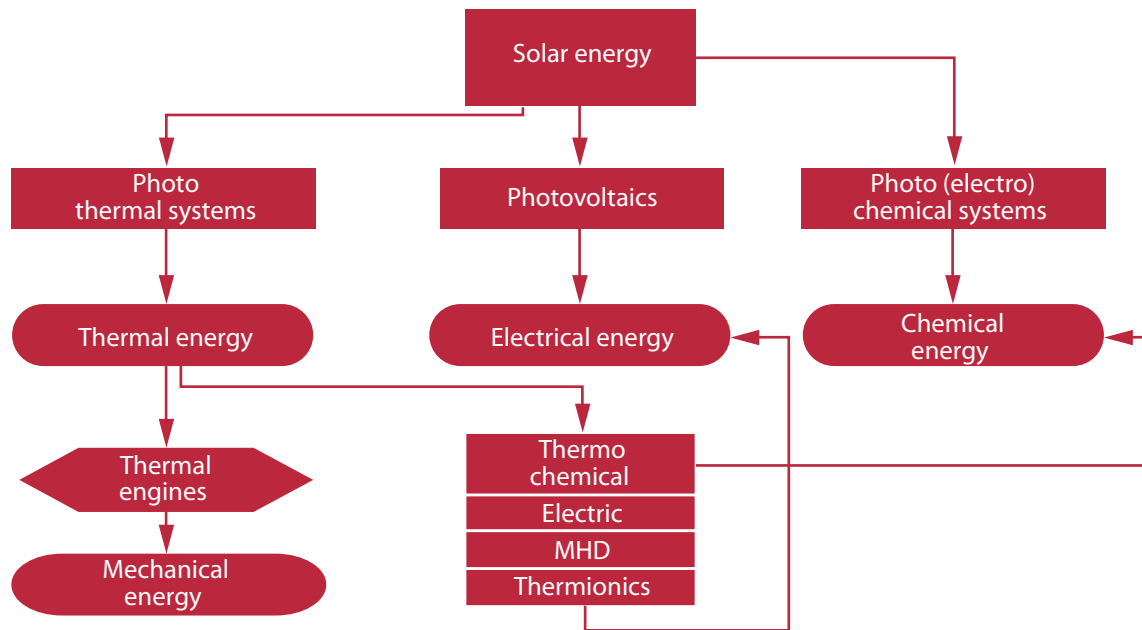 Solar energy
Photo
thermal systems
Photovoltaics
Photo (electro)
chemical systems
Thermal energy
Electrical energy
Chemical
energy
Thermal
engines
Thermo
chemical
Electric
MHD
Thermionics
Mechanical
energy